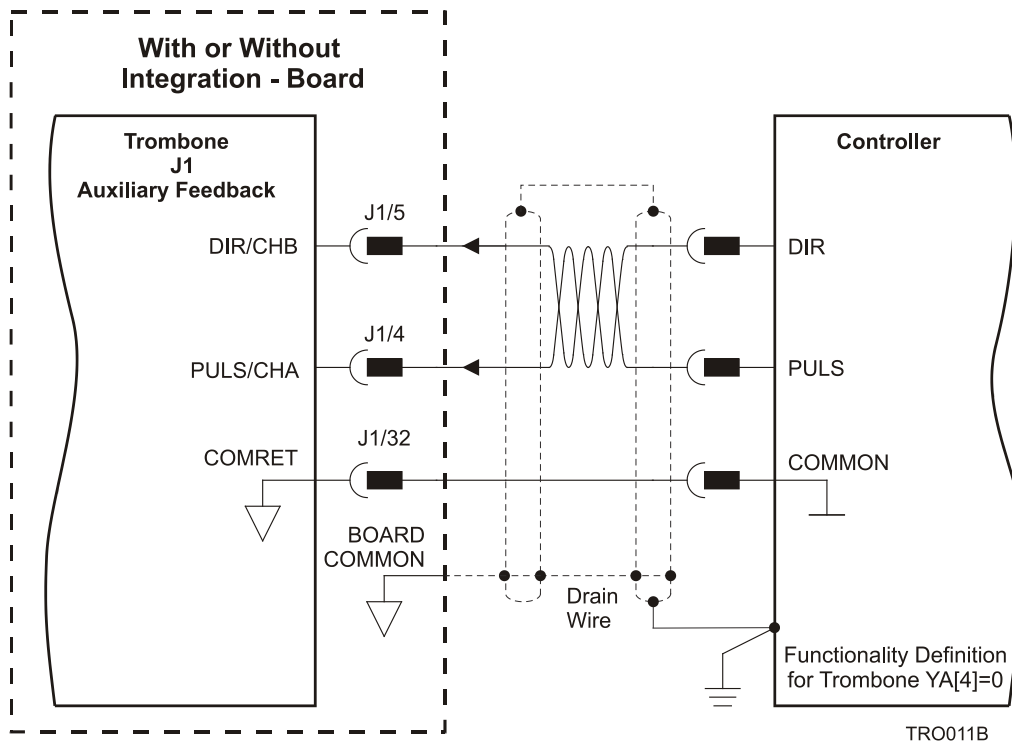 With or Without
Integration - Board
Trombone
J1
Auxiliary Feedback
Controller
J1/5
DIR/CHB
DIR
J1/4
PULS/CHA
PULS
J1/32
COMRET
COMMON
BOARD
COMMON
Drain
Wire
Functionality Definition
for Trombone YA[4]=0
TRO011B